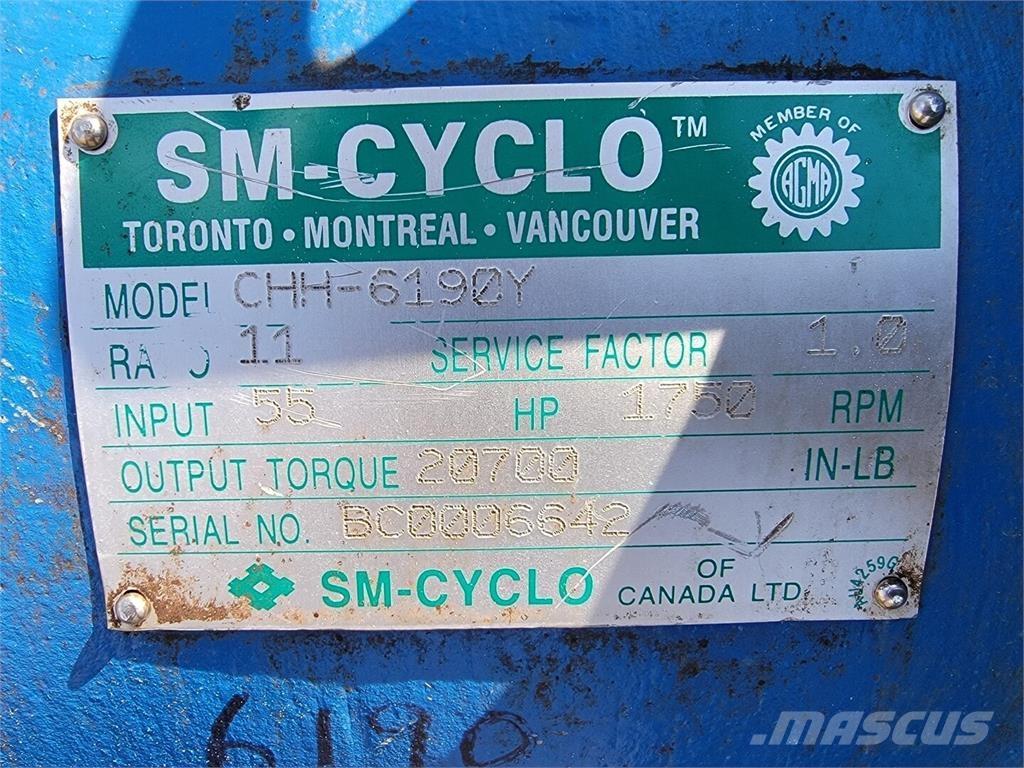 SM-CYCLO™
MEMBER OF
AGMA
TORONTO • MONTREAL • VANCOUVER
MODEL CHH-6190Y
RATIO 11 SERVICE FACTOR 1.0
INPUT 55 HP 1750 RPM
OUTPUT TORQUE 20700 IN-LB
SERIAL NO. BC0006642
SM-CYCLO OF CANADA LTD
6190
MASCUS